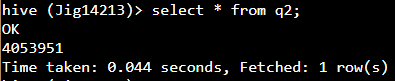 hive (Jig14213)> select * from q2;
OK
4053951
Time taken: 0.044 seconds, Fetched: 1 row(s)